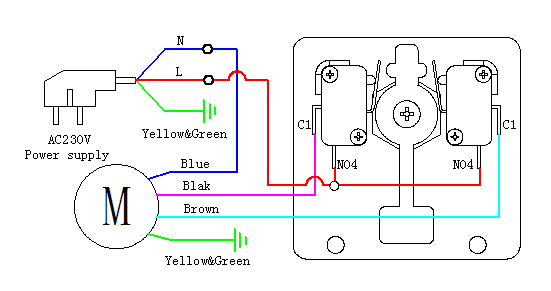 N
L
AC230V
Power supply
Yellow&Green
C1
C1
Blue
NO4
NO4
Blak
M
Brown
Yellow&Green